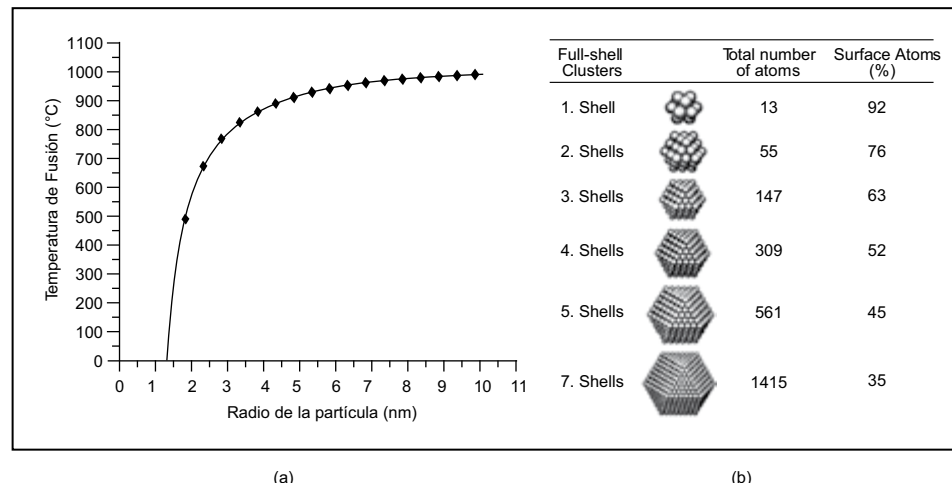 1100
1000
900
800
700
600
500
400
300
200
100
0
Temperatura de Fusión (°C)
0 1 2 3 4 5 6 7 8 9 10 11
Radio de la partícula (nm)
(a)
Full-shell Clusters Total number of atoms Surface Atoms (%)
1. Shell 13 92
2. Shells 55 76
3. Shells 147 63
4. Shells 309 52
5. Shells 561 45
7. Shells 1415 35
(b)